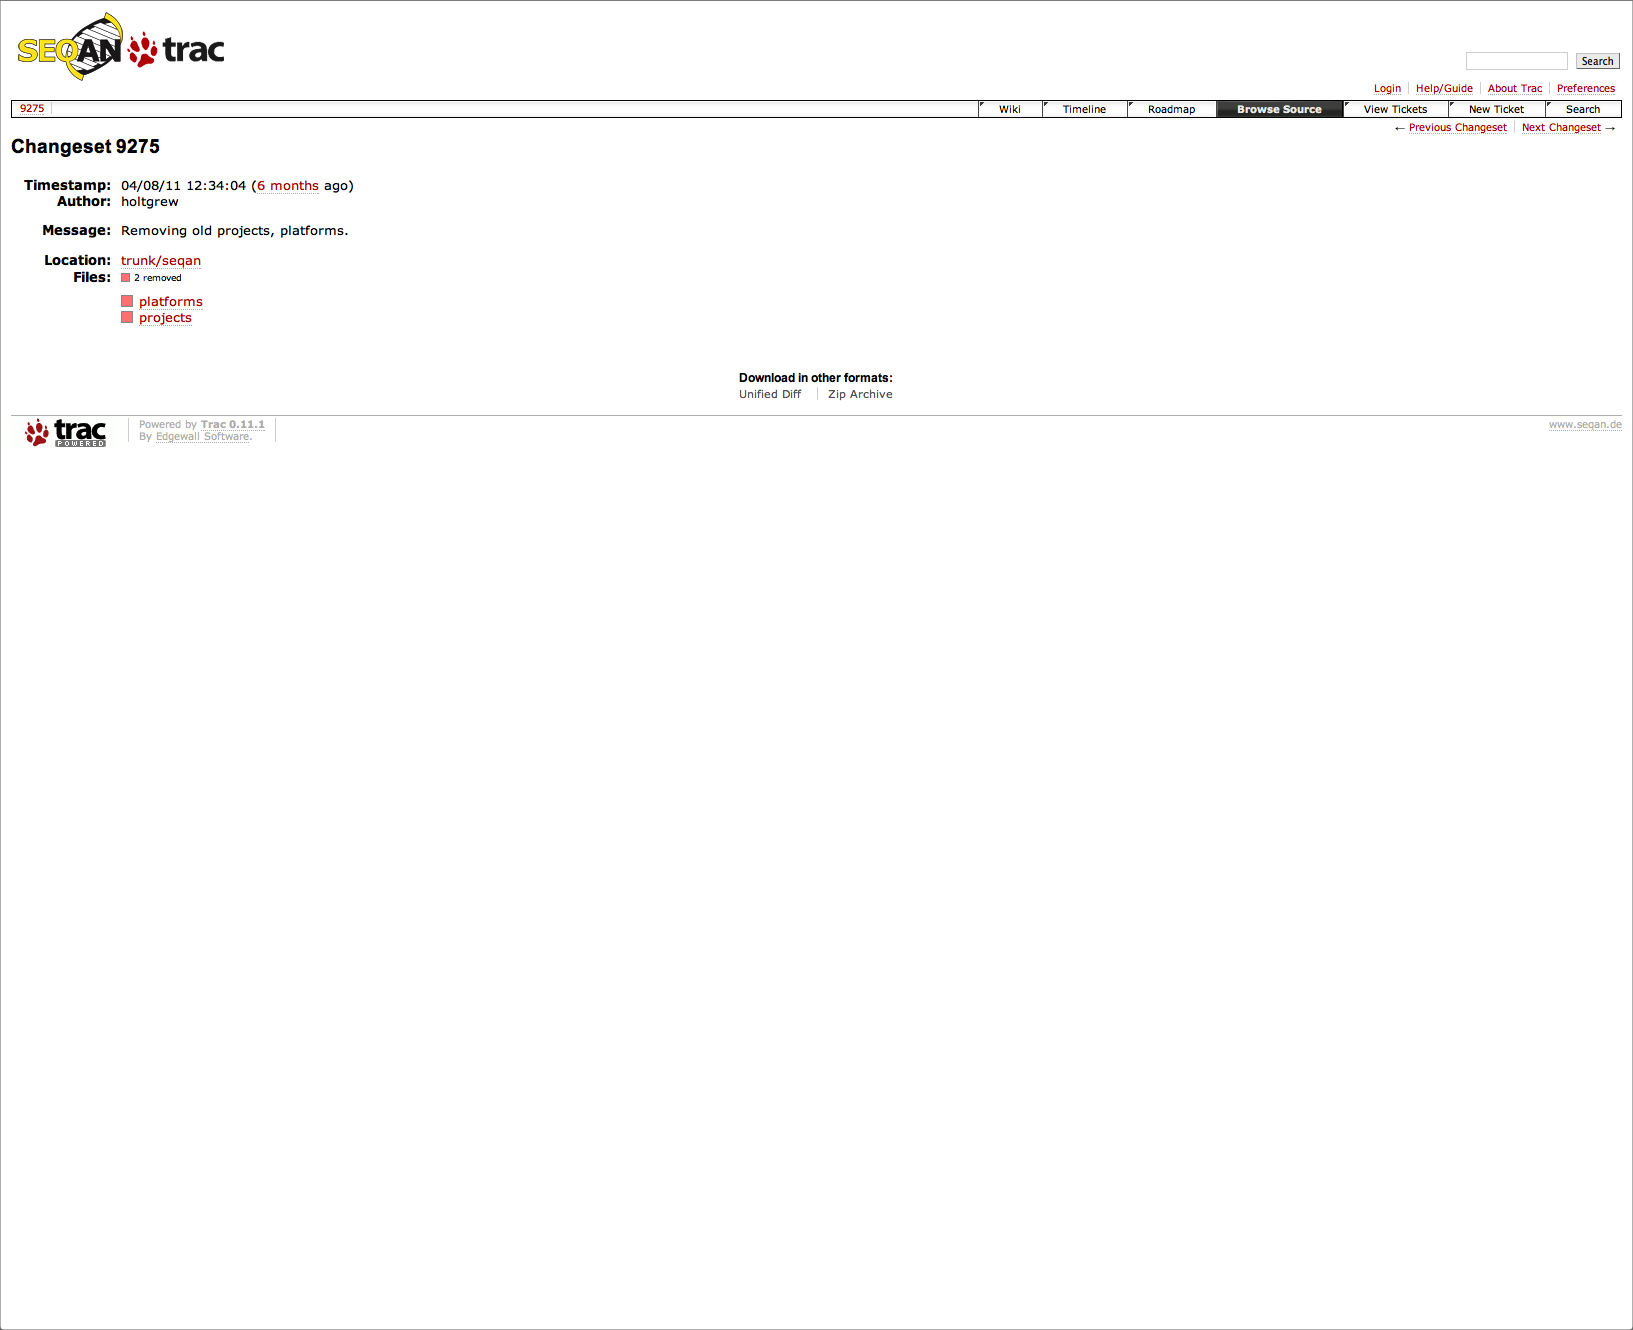 SEQAN trac
Search
Login Help/Guide About Trac Preferences
9275 Wiki Timeline Roadmap Browse Source View Tickets New Ticket Search
← Previous Changeset Next Changeset →
Changeset 9275
Timestamp: 04/08/11 12:34:04 (6 months ago)
Author: holtgrew
Message: Removing old projects, platforms.
Location: trunk/seqan
Files: 2 removed
platforms
projects
Download in other formats:
Unified Diff Zip Archive
trac POWERED
Powered by Trac 0.11.1
By Edgewall Software.
www.seqan.de